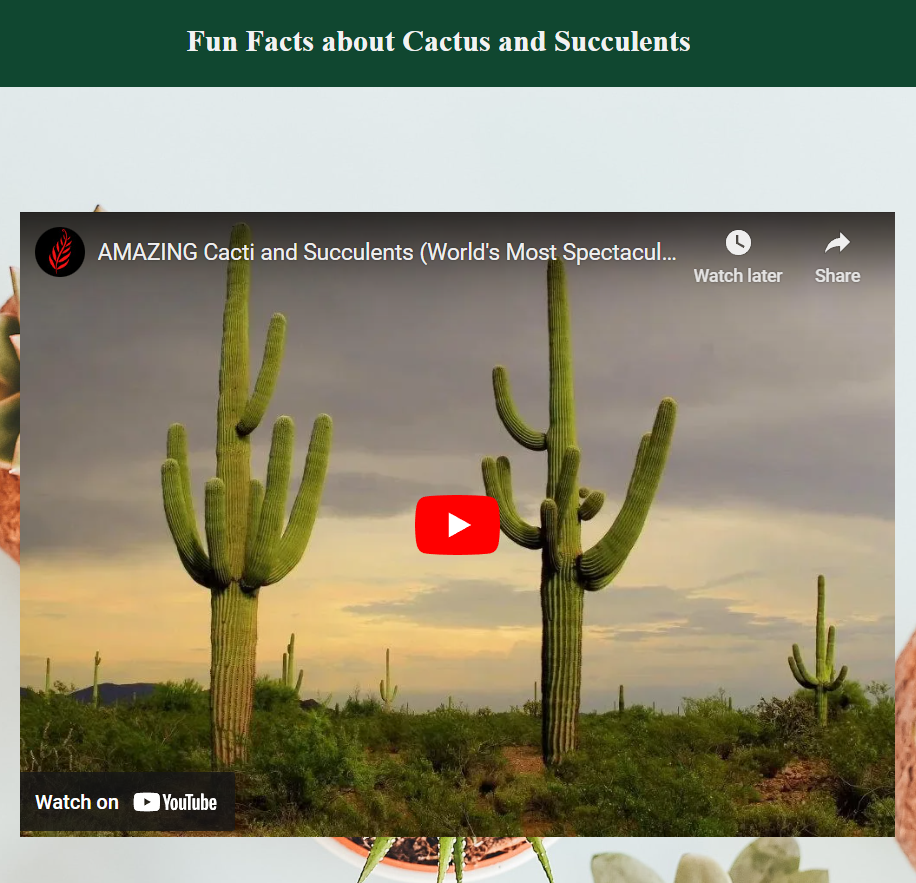 Fun Facts about Cactus and Succulents
AMAZING Cacti and Succulents (World's Most Spectacul...
Watch later
Share
Watch on YouTube